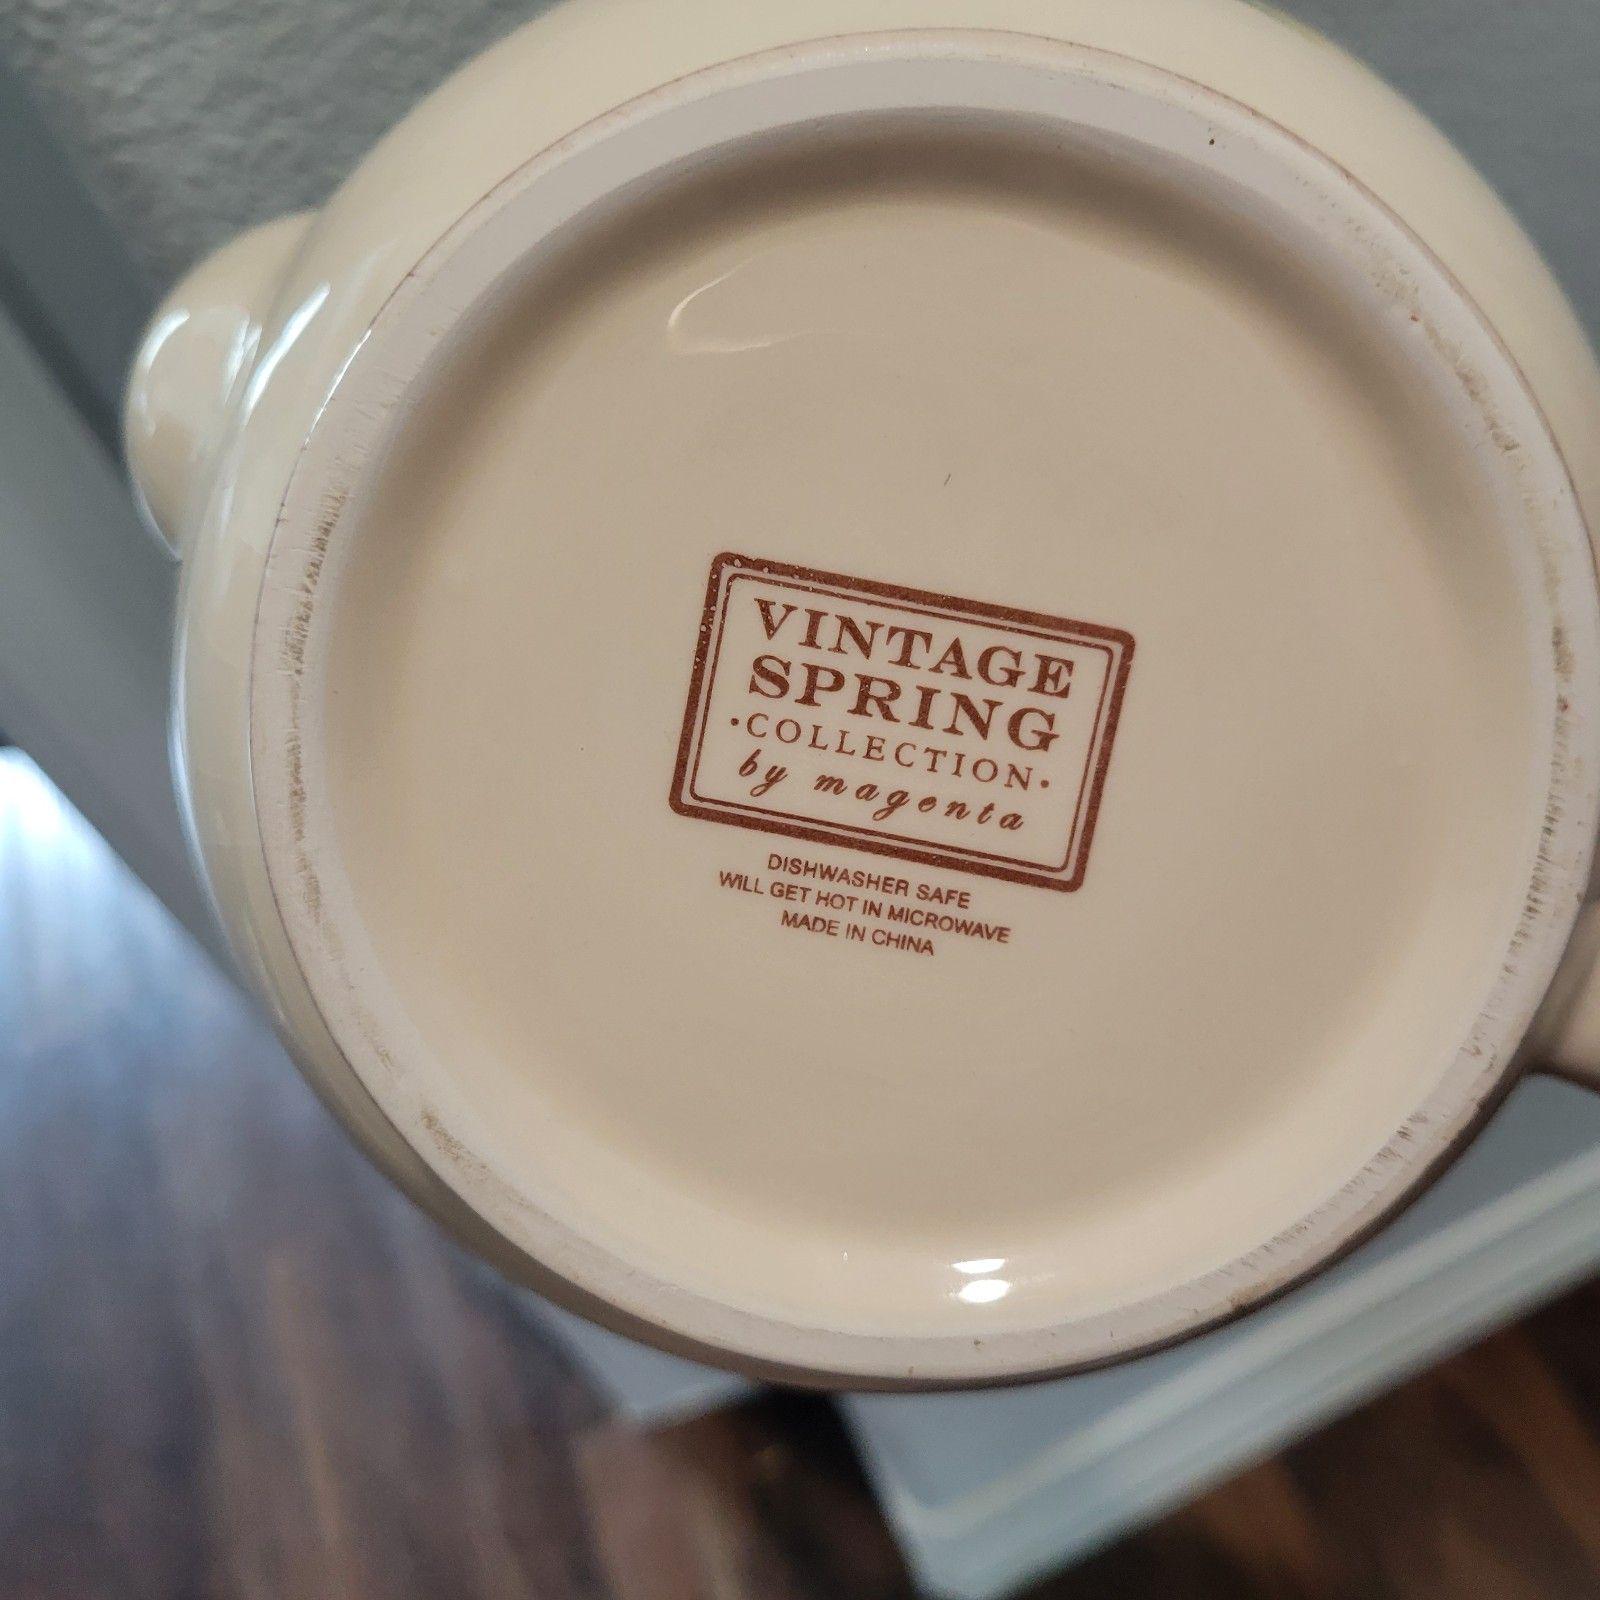 VINTAGE
SPRING
·COLLECTION·
by magenta
DISHWASHER SAFE
WILL GET HOT IN MICROWAVE
MADE IN CHINA